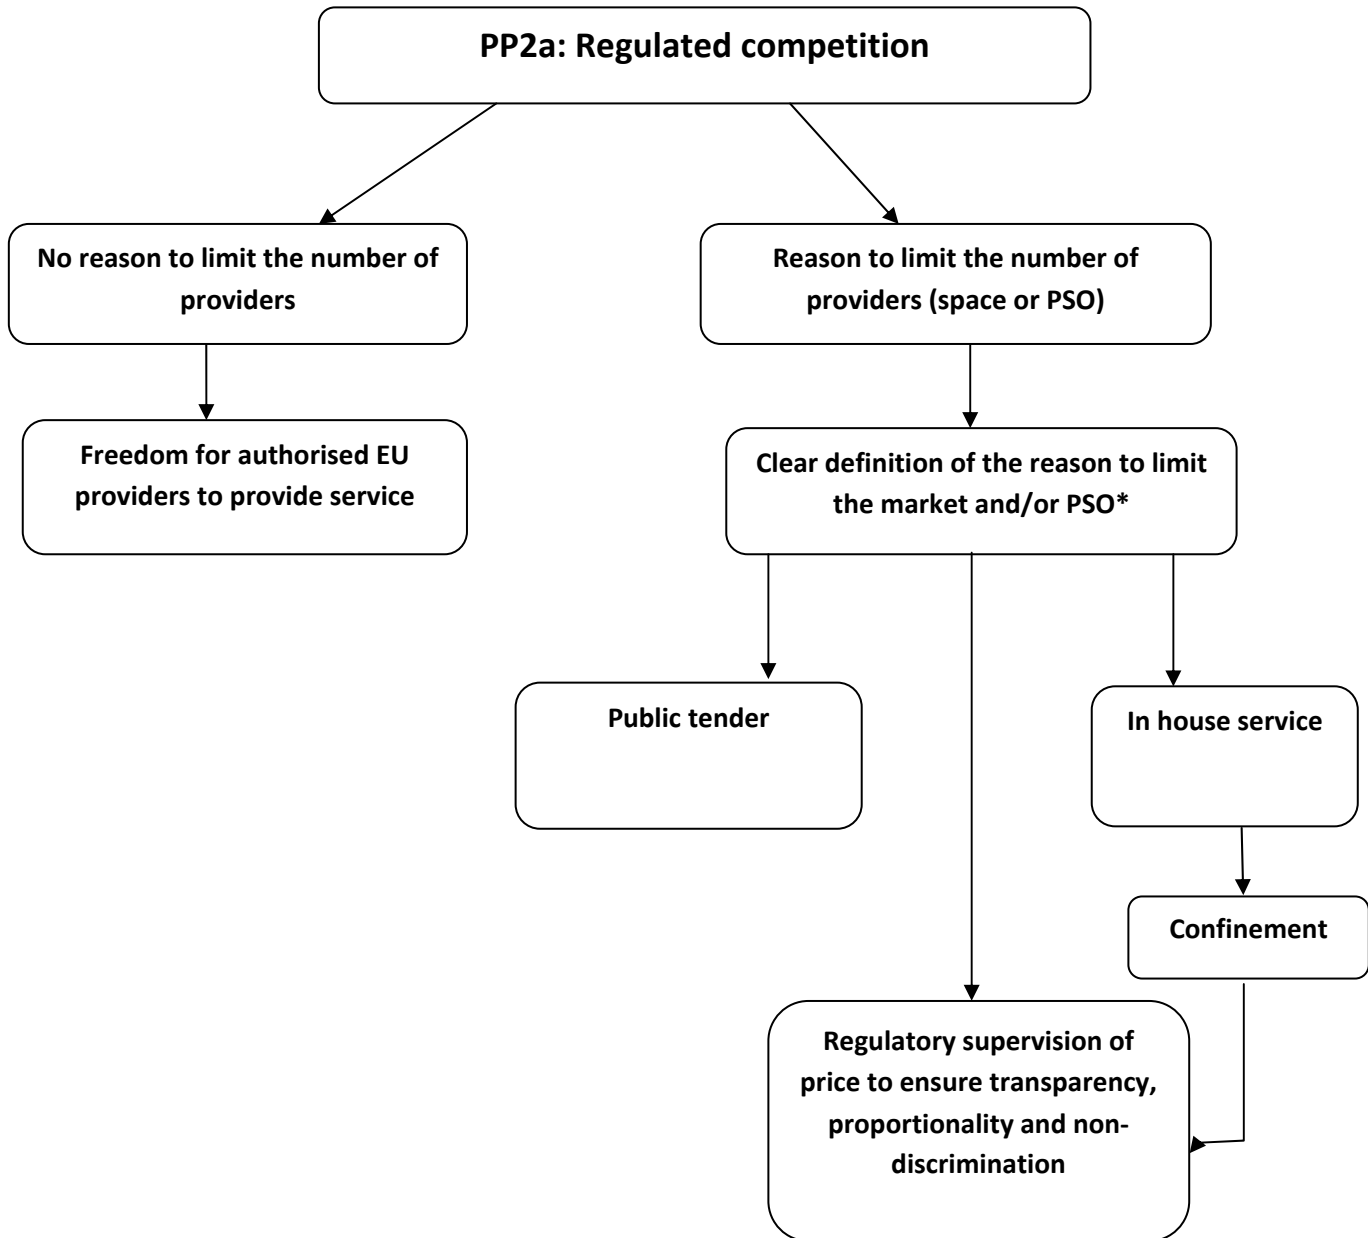 PP2a: Regulated competition
No reason to limit the number of
providers
Reason to limit the number of
providers (space or PSO)
Freedom for authorised EU
providers to provide service
Clear definition of the reason to limit
the market and/or PSO*
Public tender
In house service
Confinement
Regulatory supervision of
price to ensure transparency,
proportionality and non-
discrimination